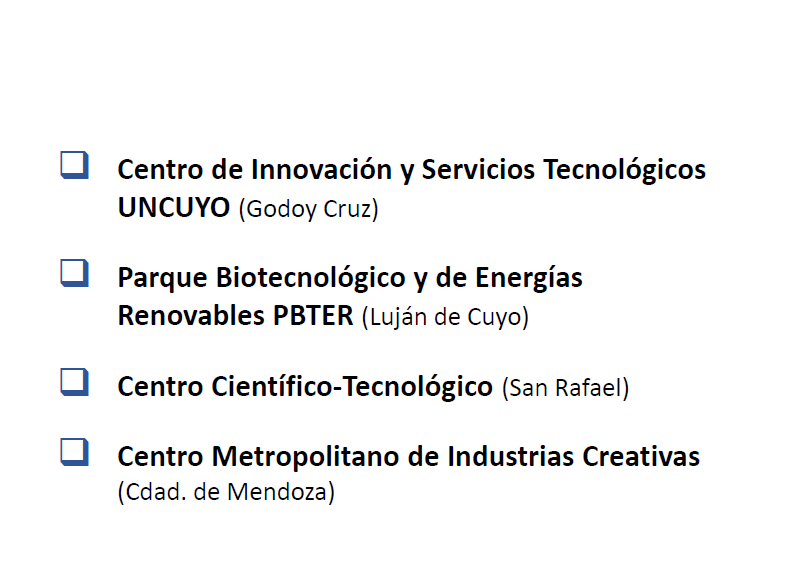 Centro de Innovación y Servicios Tecnológicos
UNCUYO (Godoy Cruz)
Parque Biotecnológico y de Energías
Renovables PBTER (Luján de Cuyo)
Centro Científico-Tecnológico (San Rafael)
Centro Metropolitano de Industrias Creativas
(Cdad. de Mendoza)